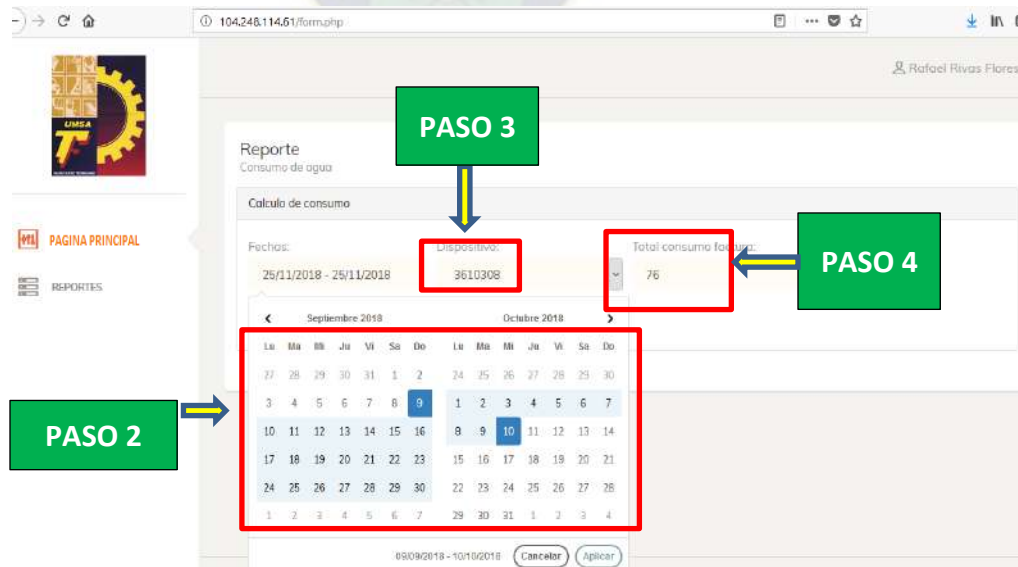 104.248.114.61/form.php
Rafael Rivas Flores
UMSA
PASO 3
Reporte
Consumo de agua
Calculo de consumo
PAGINA PRINCIPAL
REPORTES
Fechas:
Dispositivo:
Total consumo factura:
25/11/2018 - 25/11/2018
3610308
76
PASO 4
Septiembre 2018
Octubre 2018
Lu Ma Mi Ju Vi Sa Do Lu Ma Mi Ju Vi Sa Do
27 28 29 30 31 1 2 24 25 26 27 28 29 30
3 4 5 6 7 8 9 1 2 3 4 5 6 7
10 11 12 13 14 15 16 8 9 10 11 12 13 14
17 18 19 20 21 22 23 15 16 17 18 19 20 21
24 25 26 27 28 29 30 22 23 24 25 26 27 28
1 2 3 4 5 6 7 29 30 31 1 2 3 4
PASO 2
09/09/2018 - 10/10/2018
Cancelar
Aplicar